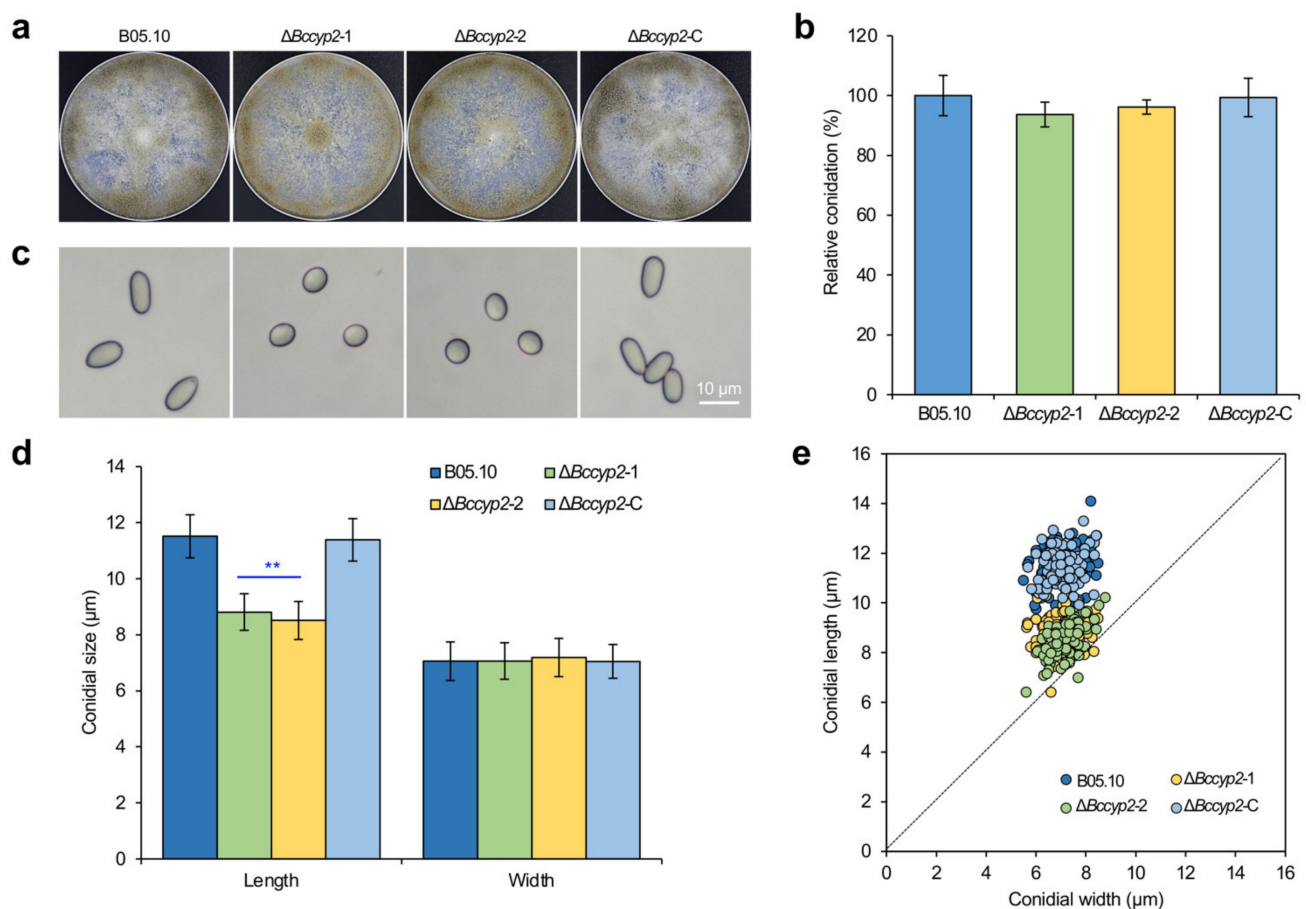 a
B05.10 ΔBccyp2-1 ΔBccyp2-2 ΔBccyp2-C
c
10 µm
b
120
100
80
60
40
20
0
Relative conidation (%)
B05.10 ΔBccyp2-1 ΔBccyp2-2 ΔBccyp2-C
d
14
12
10
8
6
4
2
0
Conidial size (µm)
B05.10 ΔBccyp2-1
ΔBccyp2-2 ΔBccyp2-C
**
Length Width
e
16
14
12
10
8
6
4
2
0
Conidial length (µm)
B05.10 ΔBccyp2-1
ΔBccyp2-2 ΔBccyp2-C
0 2 4 6 8 10 12 14 16
Conidial width (µm)